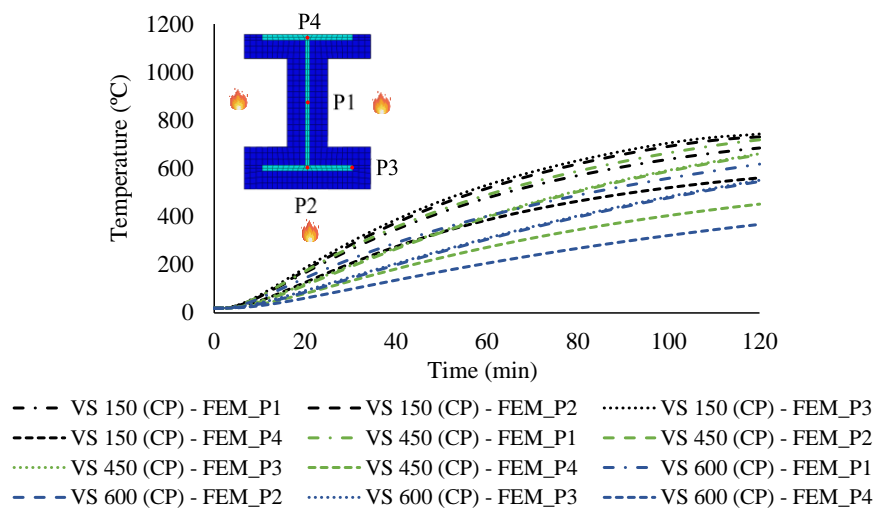 P4
P1
P3
P2
Temperature (ºC)
1200
1000
800
600
400
200
0
0 20 40 60 80 100 120
Time (min)
VS 150 (CP) - FEM_P1 VS 150 (CP) - FEM_P2 VS 150 (CP) - FEM_P3
VS 150 (CP) - FEM_P4 VS 450 (CP) - FEM_P1 VS 450 (CP) - FEM_P2
VS 450 (CP) - FEM_P3 VS 450 (CP) - FEM_P4 VS 600 (CP) - FEM_P1
VS 600 (CP) - FEM_P2 VS 600 (CP) - FEM_P3 VS 600 (CP) - FEM_P4